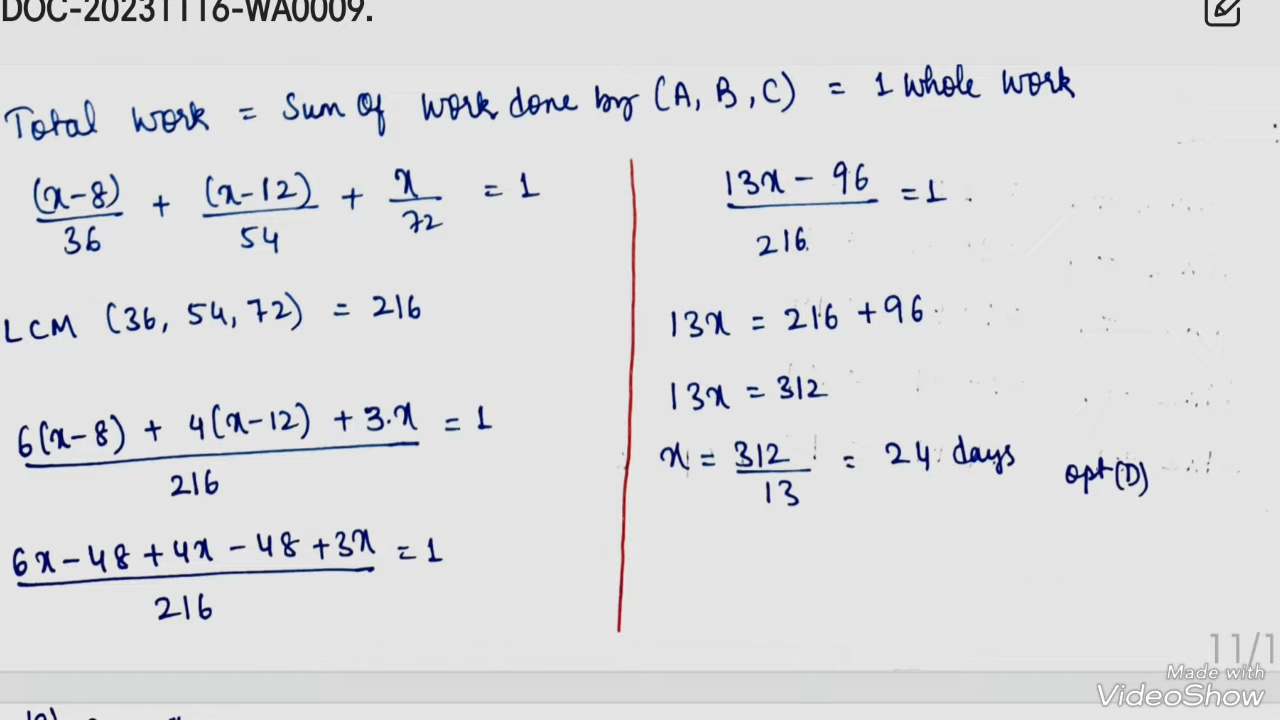 DOC-20231116-WA0009.
Total work = Sum Of work done by (A, B, C) = 1 whole work
(x-8)/36 + (x-12)/54 + x/72 = 1
LCM (36, 54, 72) = 216
6(x-8) + 4(x-12) + 3.x/216 = 1
6x-48+4x-48+3x/216 = 1
13x - 96/216. = 1.
13x = 216 + 96
13x = 312
x = 312/13 = 24 days opt(D)
11/1
Made with
VideoShow